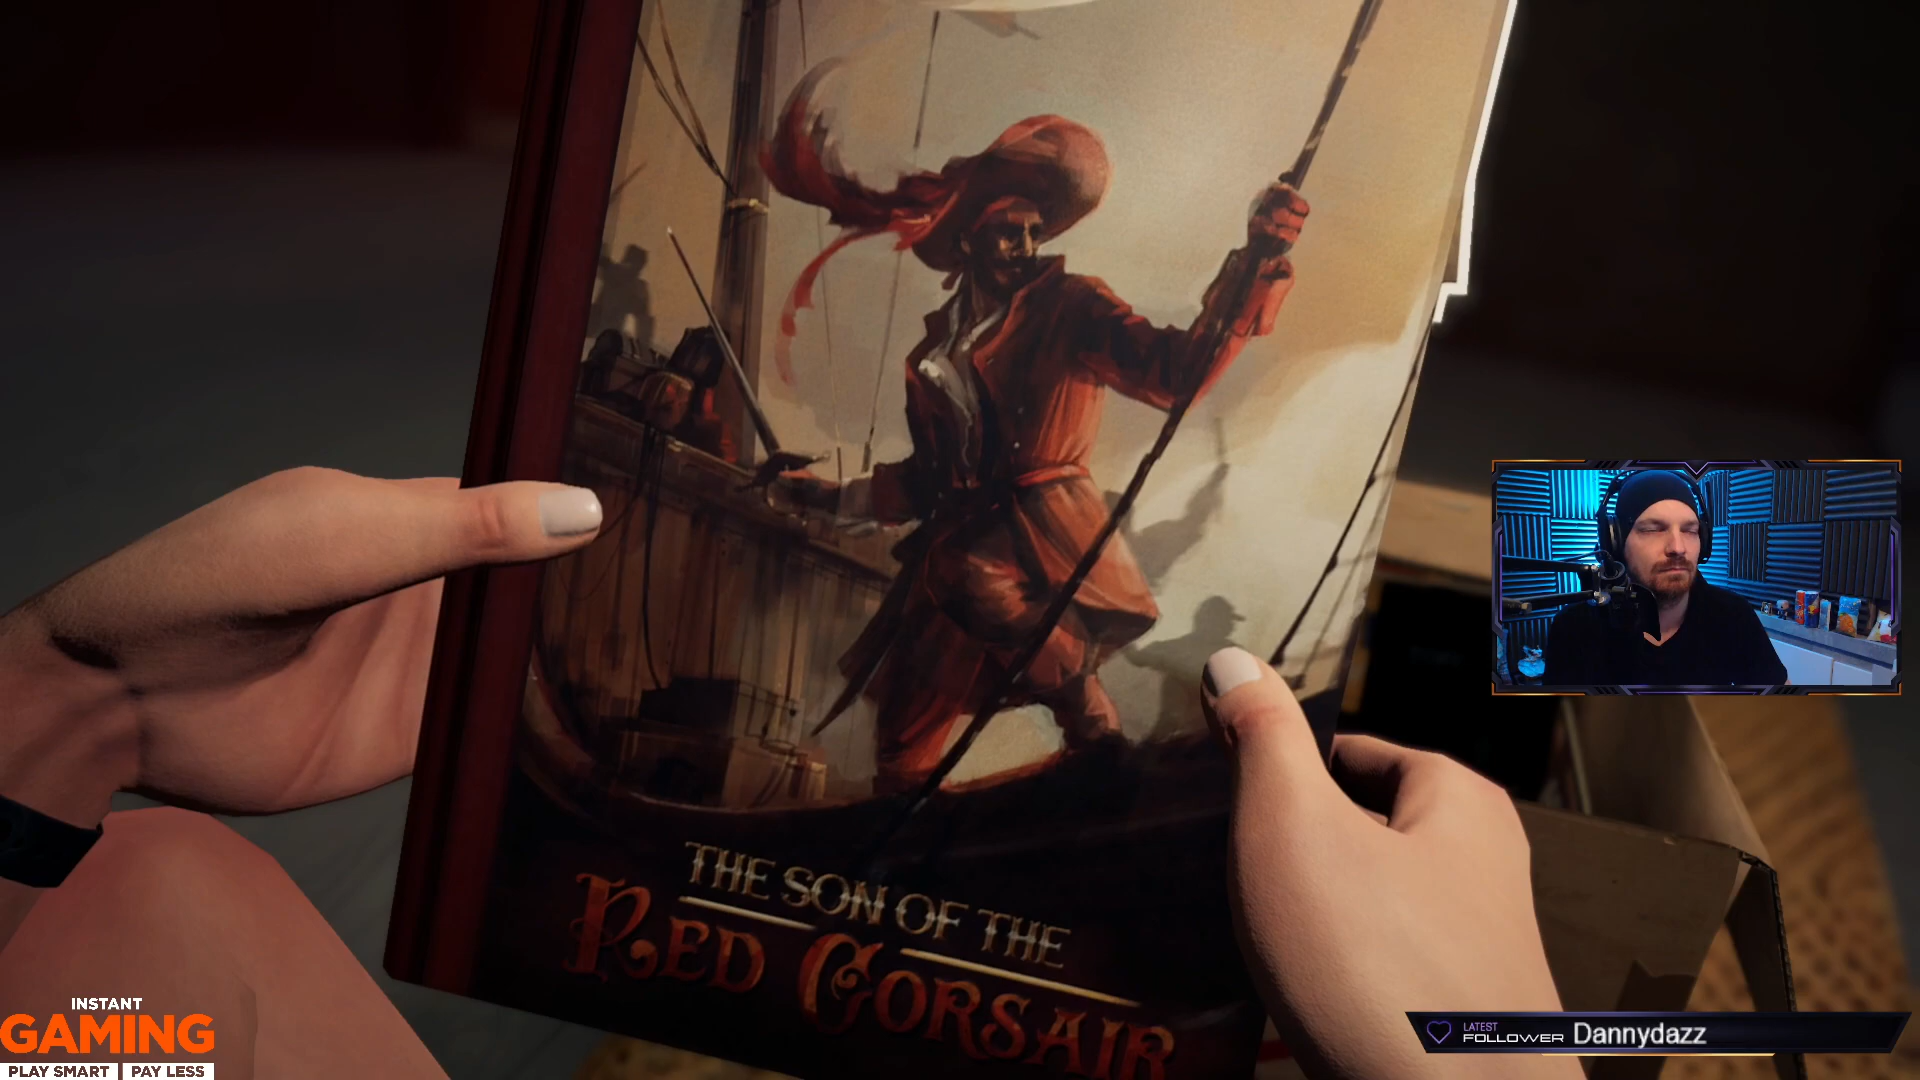 THE SON OF THE
RED CORSAIR
INSTANT
GAMING
PLAY SMART | PAY LESS
LATEST
FOLLOWER Dannydazz